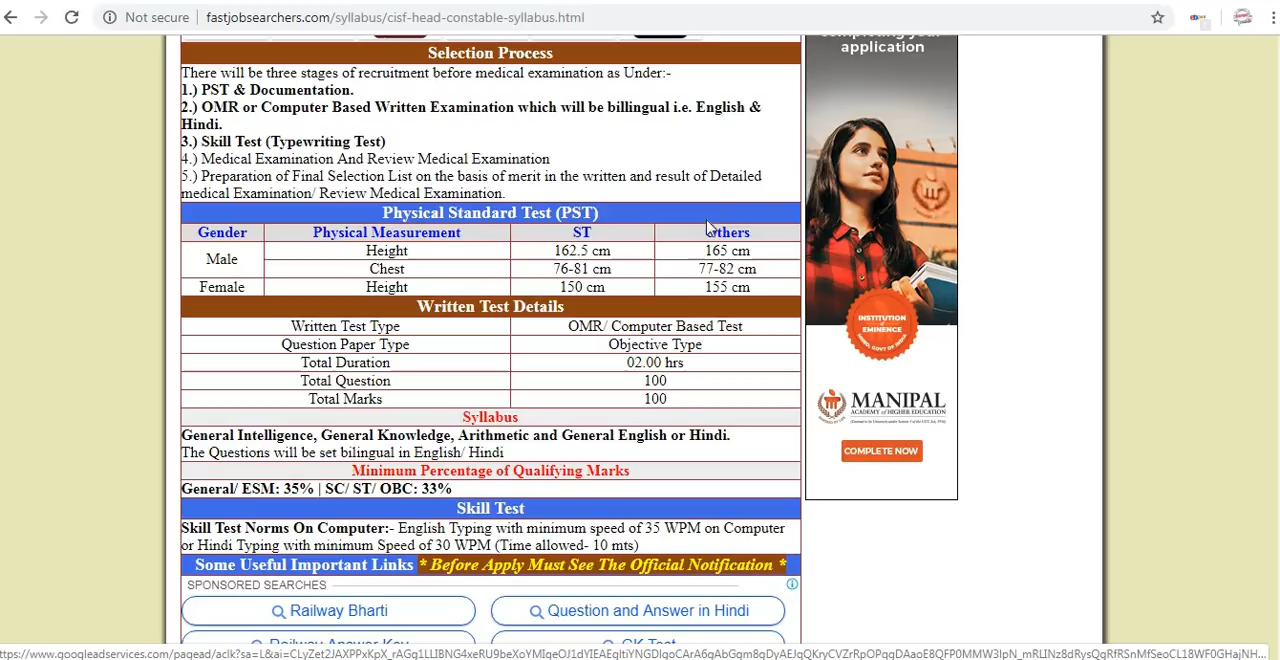 Not secure | fastjobsearchers.com/syllabus/cisf-head-constable-syllabus.html
Selection Process
There will be three stages of recruitment before medical examination as Under:-
1.) PST & Documentation.
2.) OMR or Computer Based Written Examination which will be billingual i.e. English &
Hindi.
3.) Skill Test (Typewriting Test)
4.) Medical Examination And Review Medical Examination
5.) Preparation of Final Selection List on the basis of merit in the written and result of Detailed
medical Examination/ Review Medical Examination.
Physical Standard Test (PST)
Gender Physical Measurement ST Others
Male Height 162.5 cm 165 cm
Chest 76-81 cm 77-82 cm
Female Height 150 cm 155 cm
Written Test Details
Written Test Type OMR/ Computer Based Test
Question Paper Type Objective Type
Total Duration 02.00 hrs
Total Question 100
Total Marks 100
Syllabus
General Intelligence, General Knowledge, Arithmetic and General English or Hindi.
The Questions will be set bilingual in English/ Hindi
Minimum Percentage of Qualifying Marks
General/ ESM: 35% | SC/ ST/ OBC: 33%
Skill Test
Skill Test Norms On Computer:- English Typing with minimum speed of 35 WPM on Computer
or Hindi Typing with minimum Speed of 30 WPM (Time allowed- 10 mts)
Some Useful Important Links * Before Apply Must See The Official Notification *
SPONSORED SEARCHES
Railway Bharti
Question and Answer in Hindi
Railway Answer Key
GK Test
completing your
application
INSTITUTION
of
EMINENCE
MANIPAL
ACADEMY of HIGHER EDUCATION
COMPLETE NOW